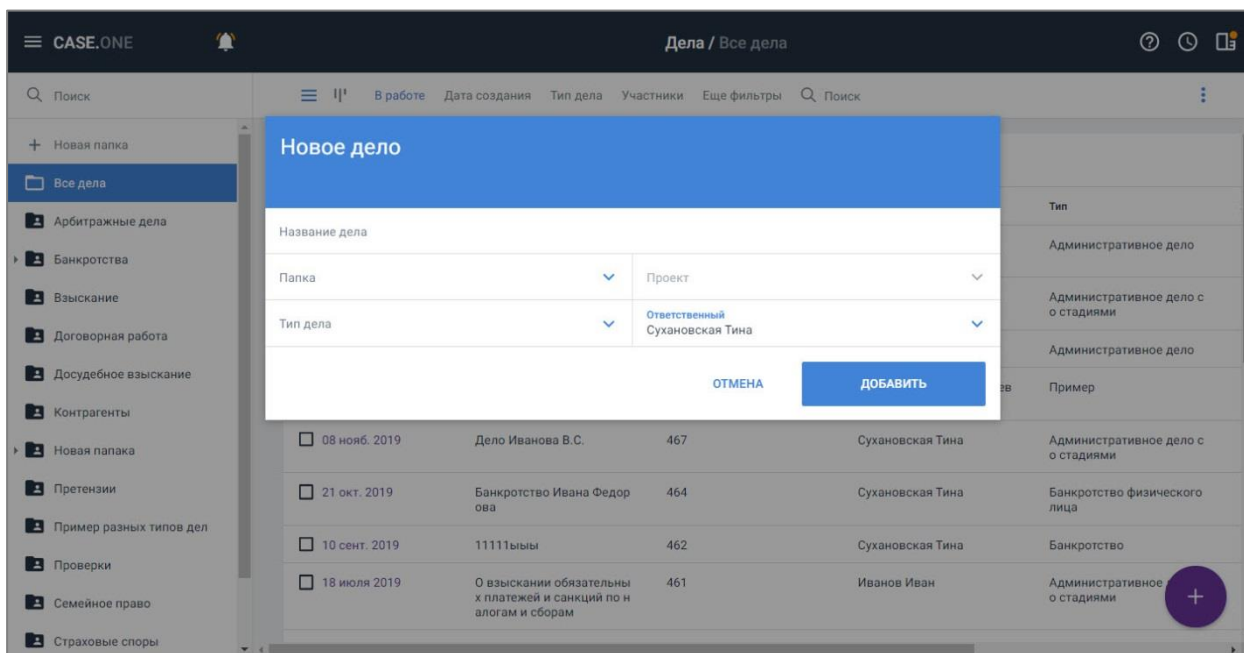 CASE.ONE
Дела / Все дела
Поиск
В работе Дата создания Тип дела Участники Еще фильтры Поиск
Новая папка
Все дела
Арбитражные дела
Банкротства
Взыскание
Договорная работа
Досудебное взыскание
Контрагенты
Новая папака
Претензии
Пример разных типов дел
Проверки
Семейное право
Страховые споры
Новое дело
Название дела
Папка
Проект
Тип дела
Ответственный
Сухановская Тина
ОТМЕНА
ДОБАВИТЬ
Тип
Административное дело
Административное дело с
о стадиями
Административное дело
ев Пример
08 нояб. 2019 Дело Иванова В.С. 467 Сухановская Тина Административное дело с
о стадиями
21 окт. 2019 Банкротство Ивана Федор 464 Сухановская Тина Банкротство физического
ова лица
10 сент. 2019 11111ыыы 462 Сухановская Тина Банкротство
18 июля 2019 О взыскании обязательны 461 Иванов Иван Административное
х платежей и санкций по н о стадиями
алогам и сборам